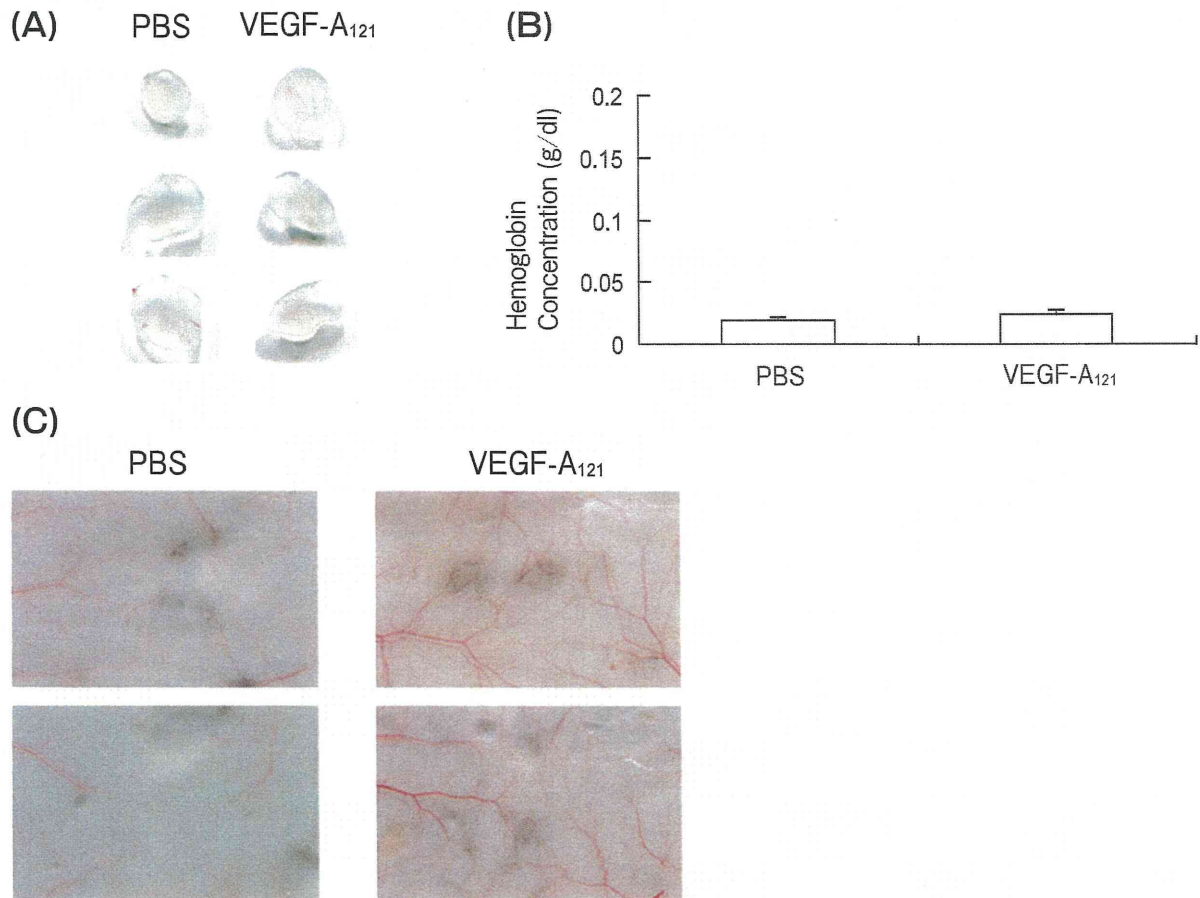 (A)
PBS VEGF-A₁₂₁
(B)
Hemoglobin
Concentration (g/dl)
0.2
0.15
0.1
0.05
0
PBS VEGF-A₁₂₁
(C)
PBS VEGF-A₁₂₁